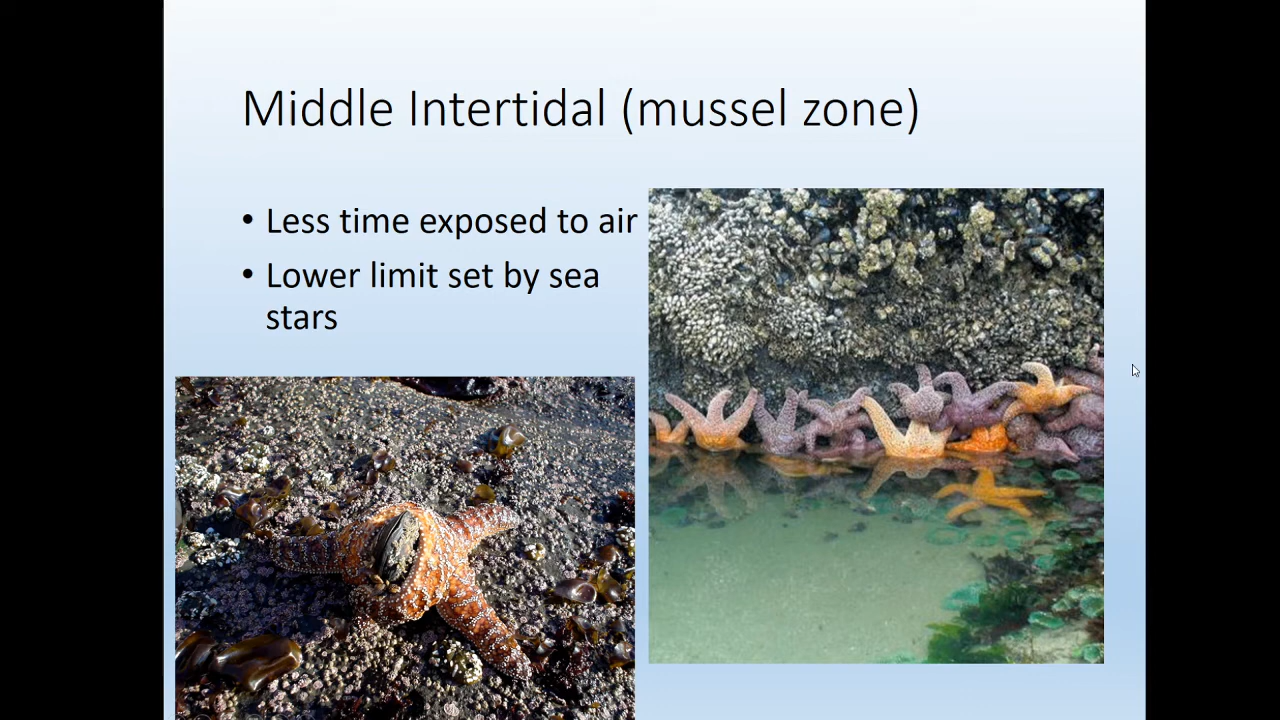 Middle Intertidal (mussel zone)
• Less time exposed to air
• Lower limit set by sea
stars